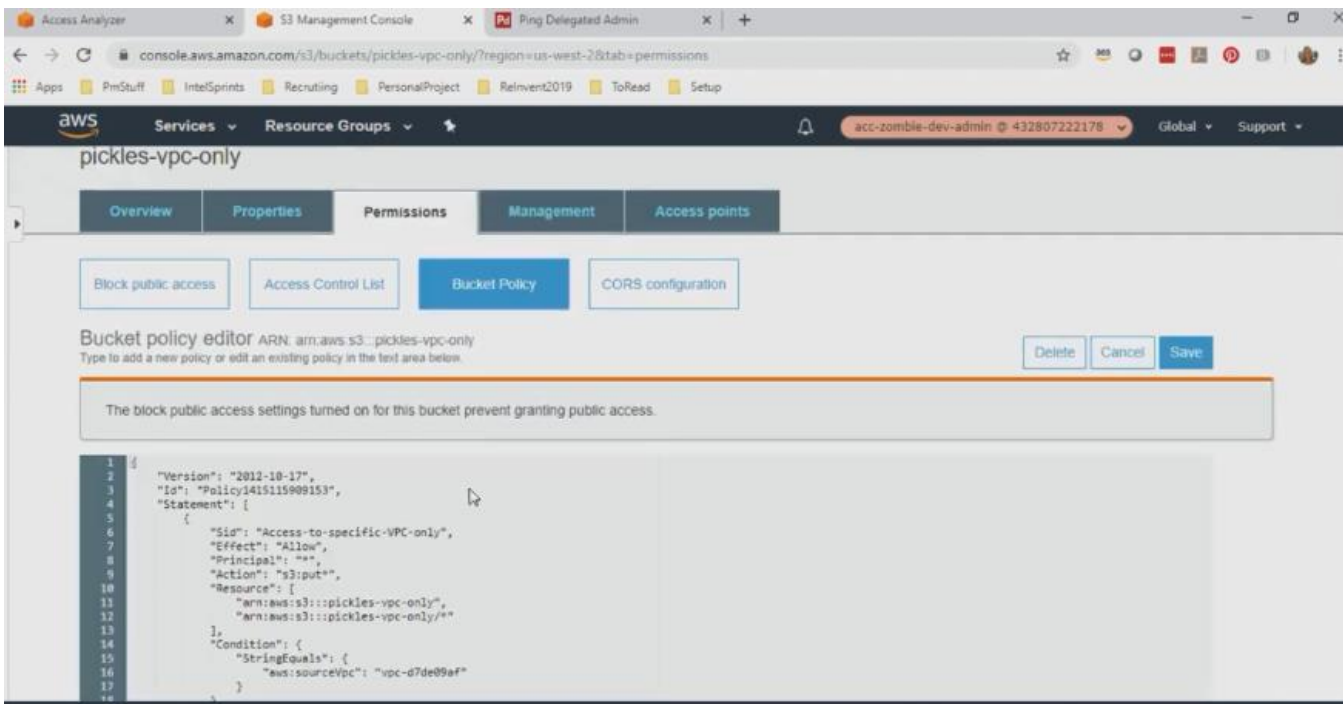 Access Analyzer
S3 Management Console
Ping Delegated Admin
console.aws.amazon.com/s3/buckets/pickles-vpc-only/?region=us-west-2&tab=permissions
Apps PmStuff IntelSprints Recrutiing PersonalProject ReInvent2019 ToRead Setup
aws Services Resource Groups acc-zombie-dev-admin @ 432807222178 Global Support
pickles-vpc-only
Overview Properties Permissions Management Access points
Block public access Access Control List Bucket Policy CORS configuration
Bucket policy editor ARN: arn:aws:s3:::pickles-vpc-only
Type to add a new policy or edit an existing policy in the text area below.
Delete Cancel Save
The block public access settings turned on for this bucket prevent granting public access.
1 {
2 "Version": "2012-10-17",
3 "Id": "Policy1415115909153",
4 "Statement": [
5 {
6 "Sid": "Access-to-specific-VPC-only",
7 "Effect": "Allow",
8 "Principal": "*",
9 "Action": "s3:put*",
10 "Resource": [
11 "arn:aws:s3:::pickles-vpc-only",
12 "arn:aws:s3:::pickles-vpc-only/*"
13 ],
14 "Condition": {
15 "StringEquals": {
16 "aws:sourceVpc": "vpc-d7de09af"
17 }